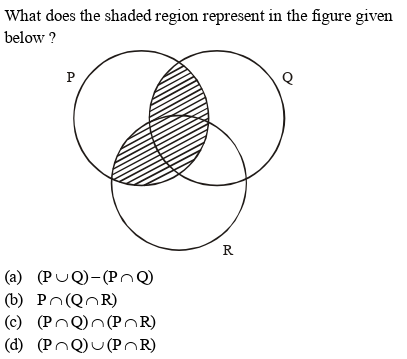 What does the shaded region represent in the figure given
below ?
P
Q
R
(a) (P∪Q)–(P∩Q)
(b) P∩(Q∩R)
(c) (P∩Q)∩(P∩R)
(d) (P∩Q)∪(P∩R)